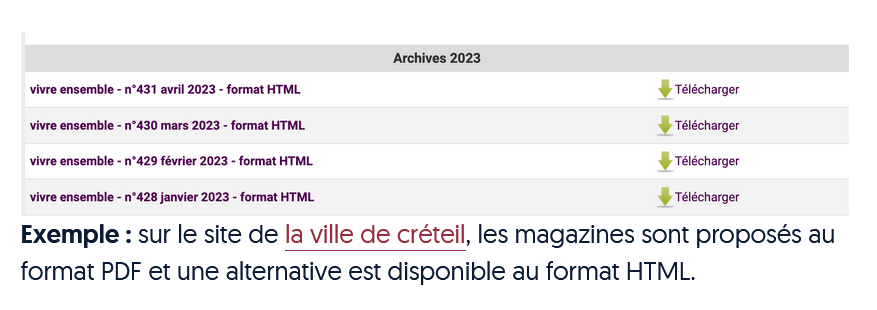 Archives 2023
vivre ensemble - n°431 avril 2023 - format HTML Télécharger
vivre ensemble - n°430 mars 2023 - format HTML Télécharger
vivre ensemble - n°429 février 2023 - format HTML Télécharger
vivre ensemble - n°428 janvier 2023 - format HTML Télécharger
Exemple : sur le site de la ville de créteil, les magazines sont proposés au
format PDF et une alternative est disponible au format HTML.